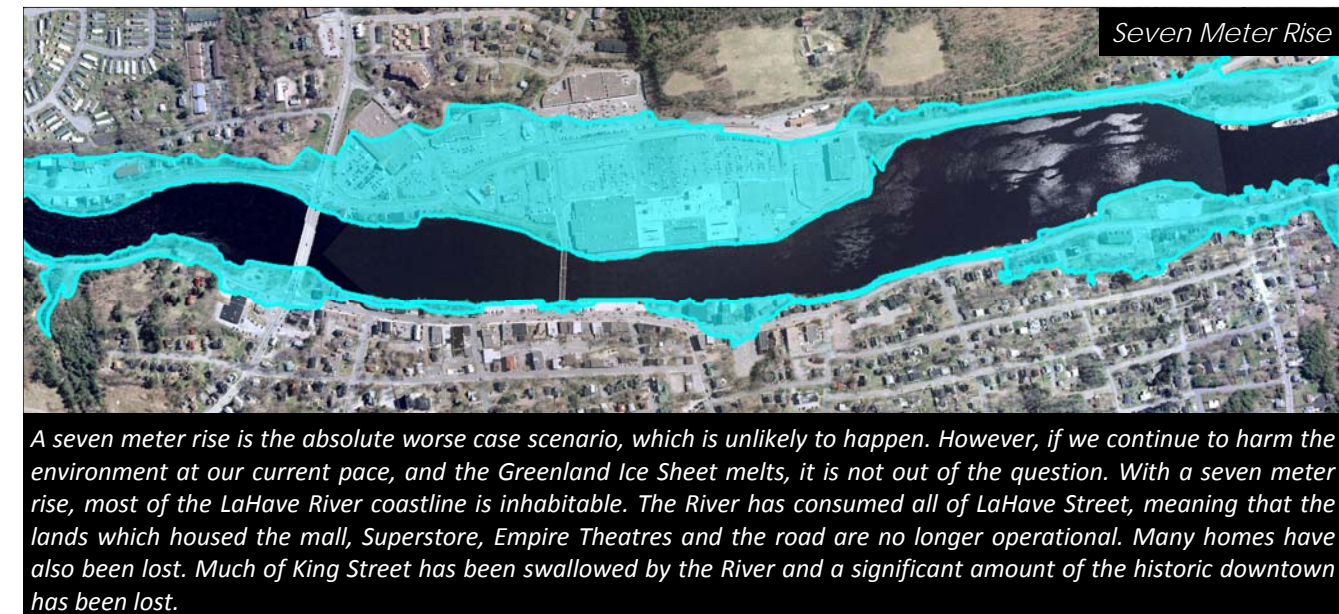 Seven Meter Rise
A seven meter rise is the absolute worse case scenario, which is unlikely to happen. However, if we continue to harm the
environment at our current pace, and the Greenland Ice Sheet melts, it is not out of the question. With a seven meter
rise, most of the LaHave River coastline is inhabitable. The River has consumed all of LaHave Street, meaning that the
lands which housed the mall, Superstore, Empire Theatres and the road are no longer operational. Many homes have
also been lost. Much of King Street has been swallowed by the River and a significant amount of the historic downtown
has been lost.